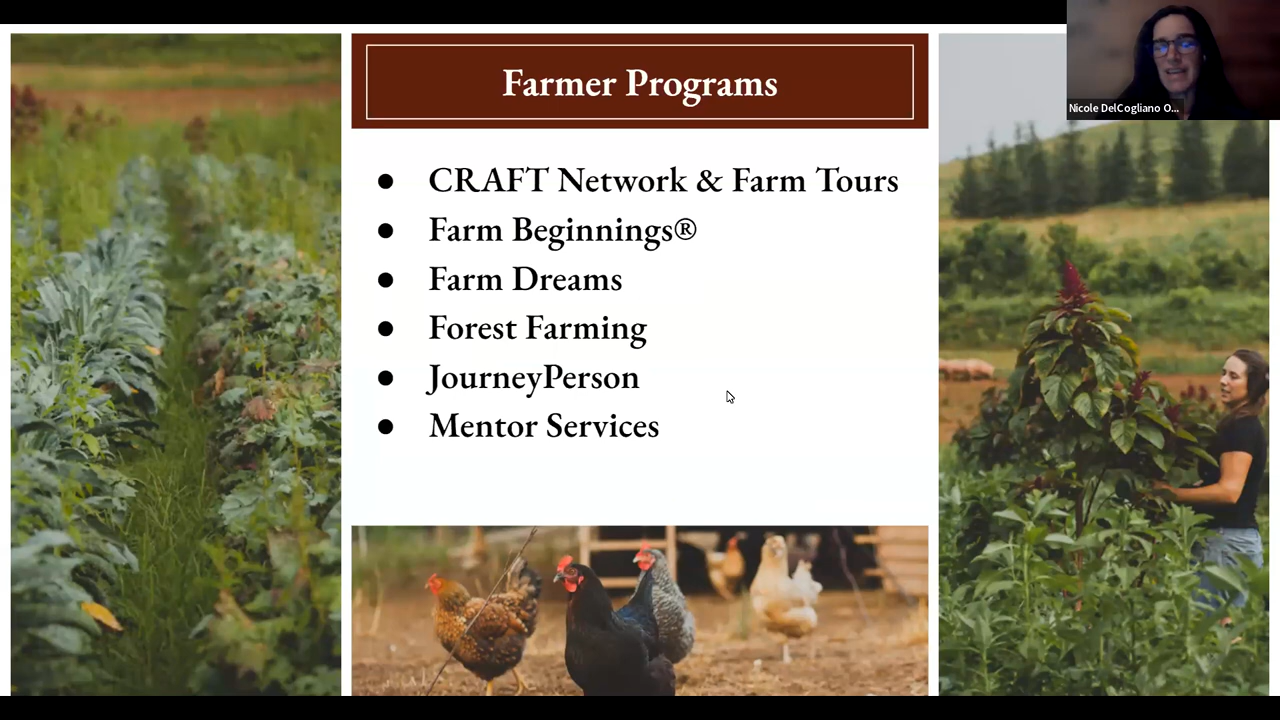 Farmer Programs
Nicole DelCogliano O...
● CRAFT Network & Farm Tours
● Farm Beginnings®
● Farm Dreams
● Forest Farming
● JourneyPerson
● Mentor Services